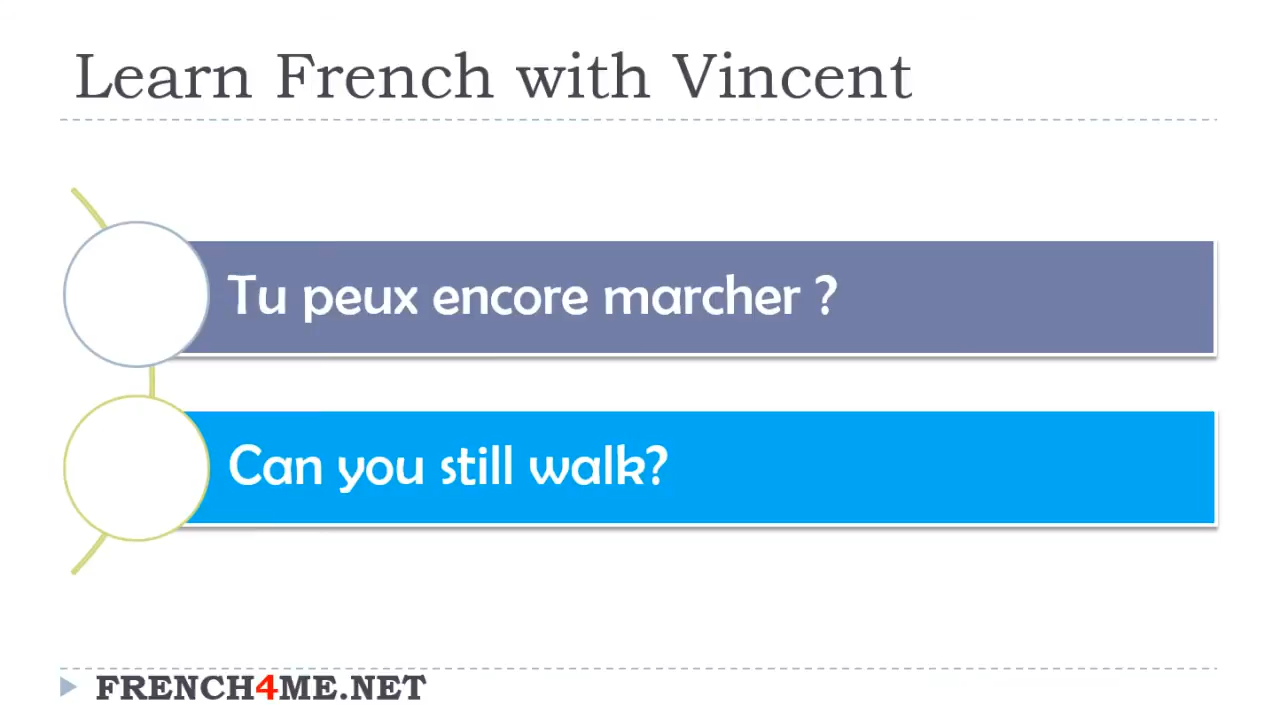 Learn French with Vincent
Tu peux encore marcher ?
Can you still walk?
FRENCH4ME.NET